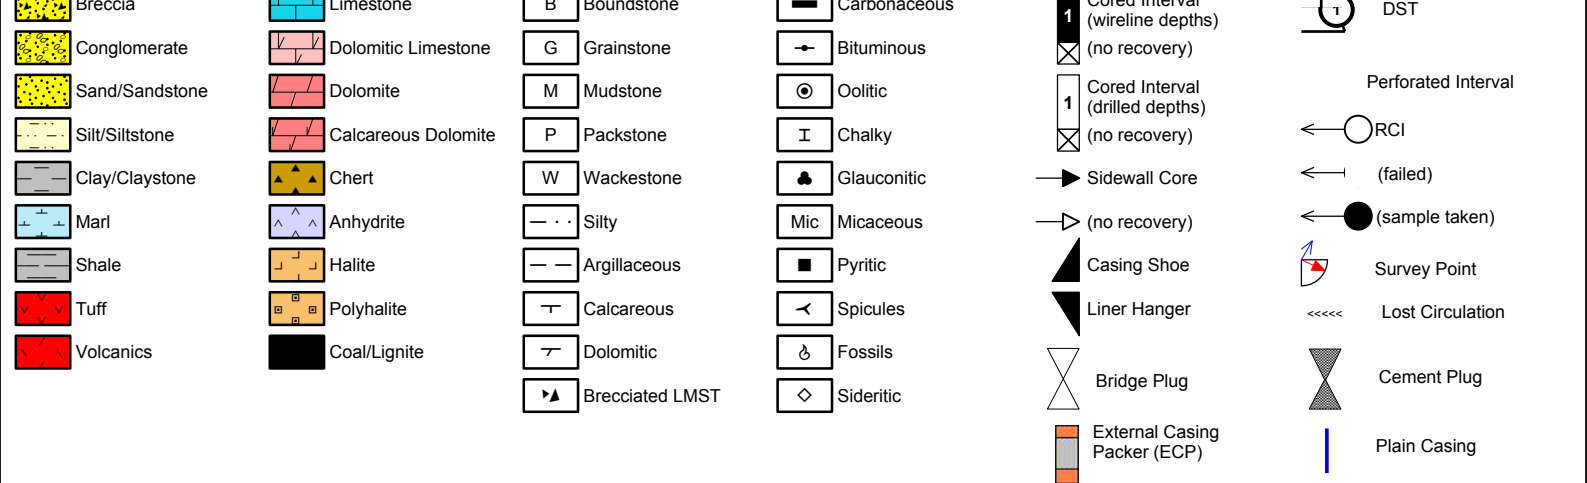 Breccia
Conglomerate
Sand/Sandstone
Silt/Siltstone
Clay/Claystone
Marl
Shale
Tuff
Volcanics
Limestone
Dolomitic Limestone
Dolomite
Calcareous Dolomite
Chert
Anhydrite
Halite
Polyhalite
Coal/Lignite
B Boundstone
G Grainstone
M Mudstone
P Packstone
W Wackestone
Silty
Argillaceous
Calcareous
Dolomitic
Brecciated LMST
Carbonaceous
Bituminous
Oolitic
Chalky
Glauconitic
Mic Micaceous
Pyritic
Spicules
Fossils
Sideritic
Cored Interval
1 (wireline depths)
(no recovery)
Cored Interval
1 (drilled depths)
(no recovery)
Sidewall Core
(no recovery)
Casing Shoe
Liner Hanger
Bridge Plug
External Casing
Packer (ECP)
1 DST
Perforated Interval
RCI
(failed)
(sample taken)
Survey Point
<<<<< Lost Circulation
Cement Plug
Plain Casing